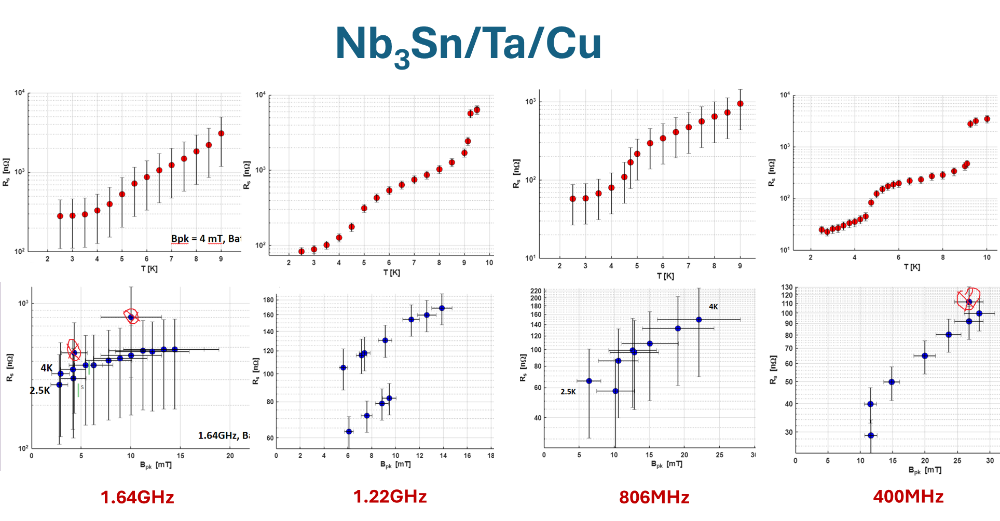 Nb₃Sn/Ta/Cu
10⁴
10³
10²
Rₛ [nΩ]
2 3 4 5 6 7 8 9
T [K]
Bpk = 4 mT, Bat
10⁴
10³
10²
Rₛ [nΩ]
2 3 4 5 6 7 8 9 10
T [K]
10³
10²
10¹
Rₛ [nΩ]
2 3 4 5 6 7 8 9
T [K]
10⁴
10³
10²
10¹
Rₛ [nΩ]
2 4 6 8 10
T [K]
10³
10²
Rₛ [nΩ]
4K
2.5K
s
1.64GHz, Ba
0 5 10 15 20
Bpk [mT]
180
160
140
120
100
80
60
Rₛ [nΩ]
0 2 4 6 8 10 12 14 16 18
Bpk [mT]
220
200
180
160
140
120
100
80
60
40
Rₛ [nΩ]
4K
2.5K
0 5 10 15 20 25 30
Bpk [mT]
130
120
110
100
90
80
70
60
50
40
30
Rₛ [nΩ]
0 5 10 15 20 25 30
Bpk [mT]
1.64GHz
1.22GHz
806MHz
400MHz